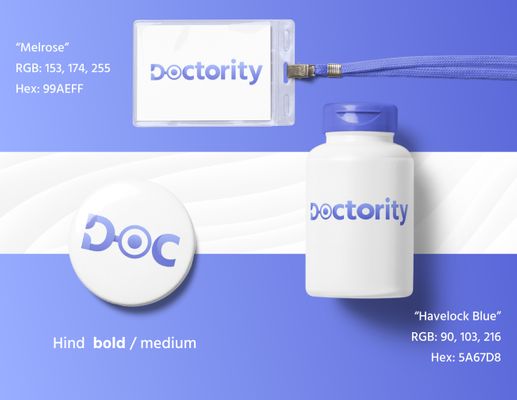 “Melrose”
RGB: 153, 174, 255
Hex: 99AEFF
Doctority
Doctority
Doc
Hind bold / medium
“Havelock Blue”
RGB: 90, 103, 216
Hex: 5A67D8